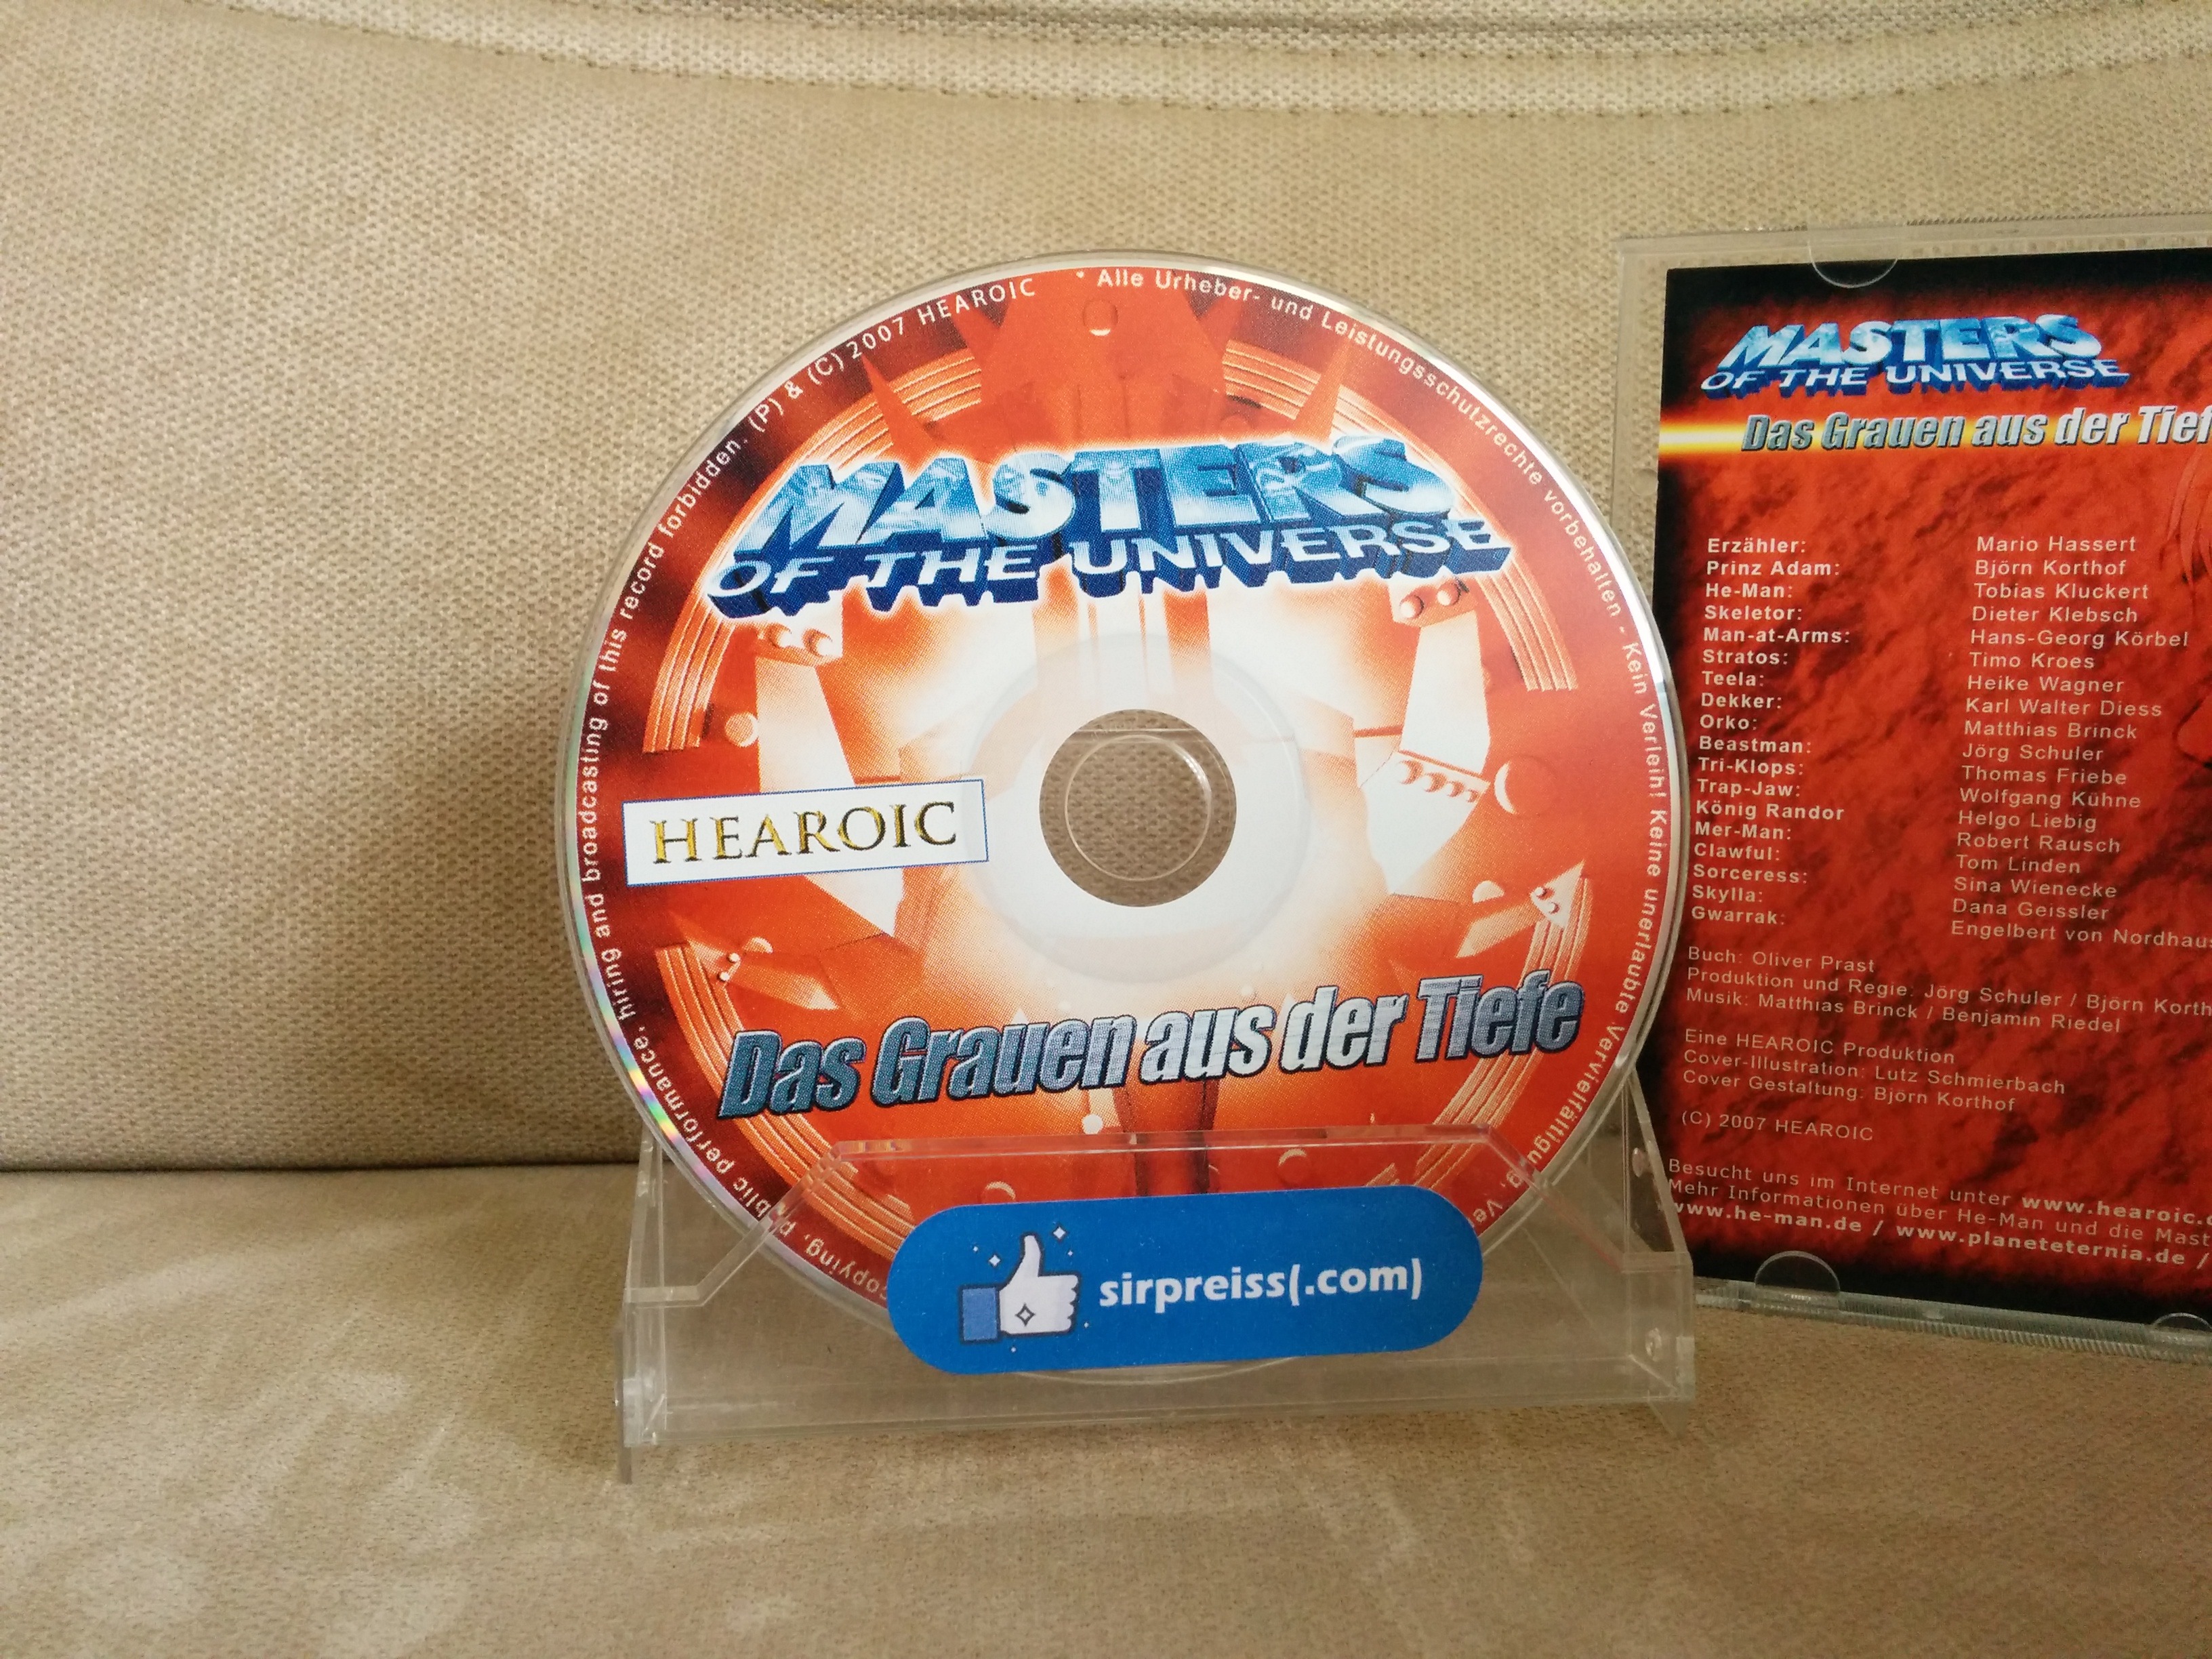 (P) & (C) 2007 HEAROIC • Alle Urheber- und Leistungsschutzrechte vorbehalten - Kein Verleih! Keine unerlaubte Vervielfältigung, Ve
copying, public performance, hiring and broadcasting of this record forbidden.
MASTERS
OF THE UNIVERSE
HEAROIC
Das Grauen aus der Tiefe
sirpreiss(.com)
MASTERS
OF THE UNIVERSE
Das Grauen aus der Tief
Erzähler: Mario Hassert
Prinz Adam: Björn Korthof
He-Man: Tobias Kluckert
Skeletor: Dieter Klebsch
Man-at-Arms: Hans-Georg Körbel
Stratos: Timo Kroes
Teela: Heike Wagner
Dekker: Karl Walter Diess
Orko: Matthias Brinck
Beastman: Jörg Schuler
Tri-Klops: Thomas Friebe
Trap-Jaw: Wolfgang Kühne
König Randor Helgo Liebig
Mer-Man: Robert Rausch
Clawful: Tom Linden
Sorceress: Sina Wienecke
Skylla: Dana Geissler
Gwarrak: Engelbert von Nordhaus
Buch: Oliver Prast
Produktion und Regie: Jörg Schuler / Björn Korth
Musik: Matthias Brinck / Benjamin Riedel
Eine HEAROIC Produktion
Cover-Illustration: Lutz Schmierbach
Cover Gestaltung: Björn Korthof
(C) 2007 HEAROIC
Besucht uns im Internet unter www.hearoic.
Mehr Informationen über He-Man und die Mast
www.he-man.de / www.planeteternia.de /